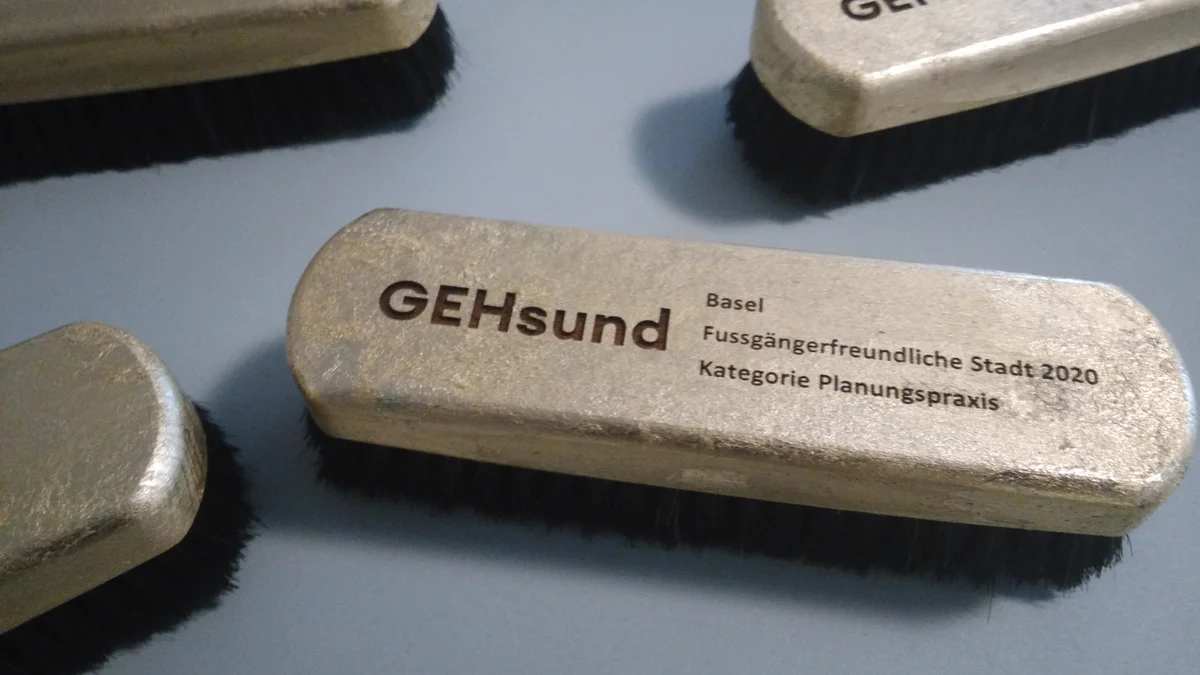 GEHsund
Basel
Fussgängerfreundliche Stadt 2020
Kategorie Planungspraxis